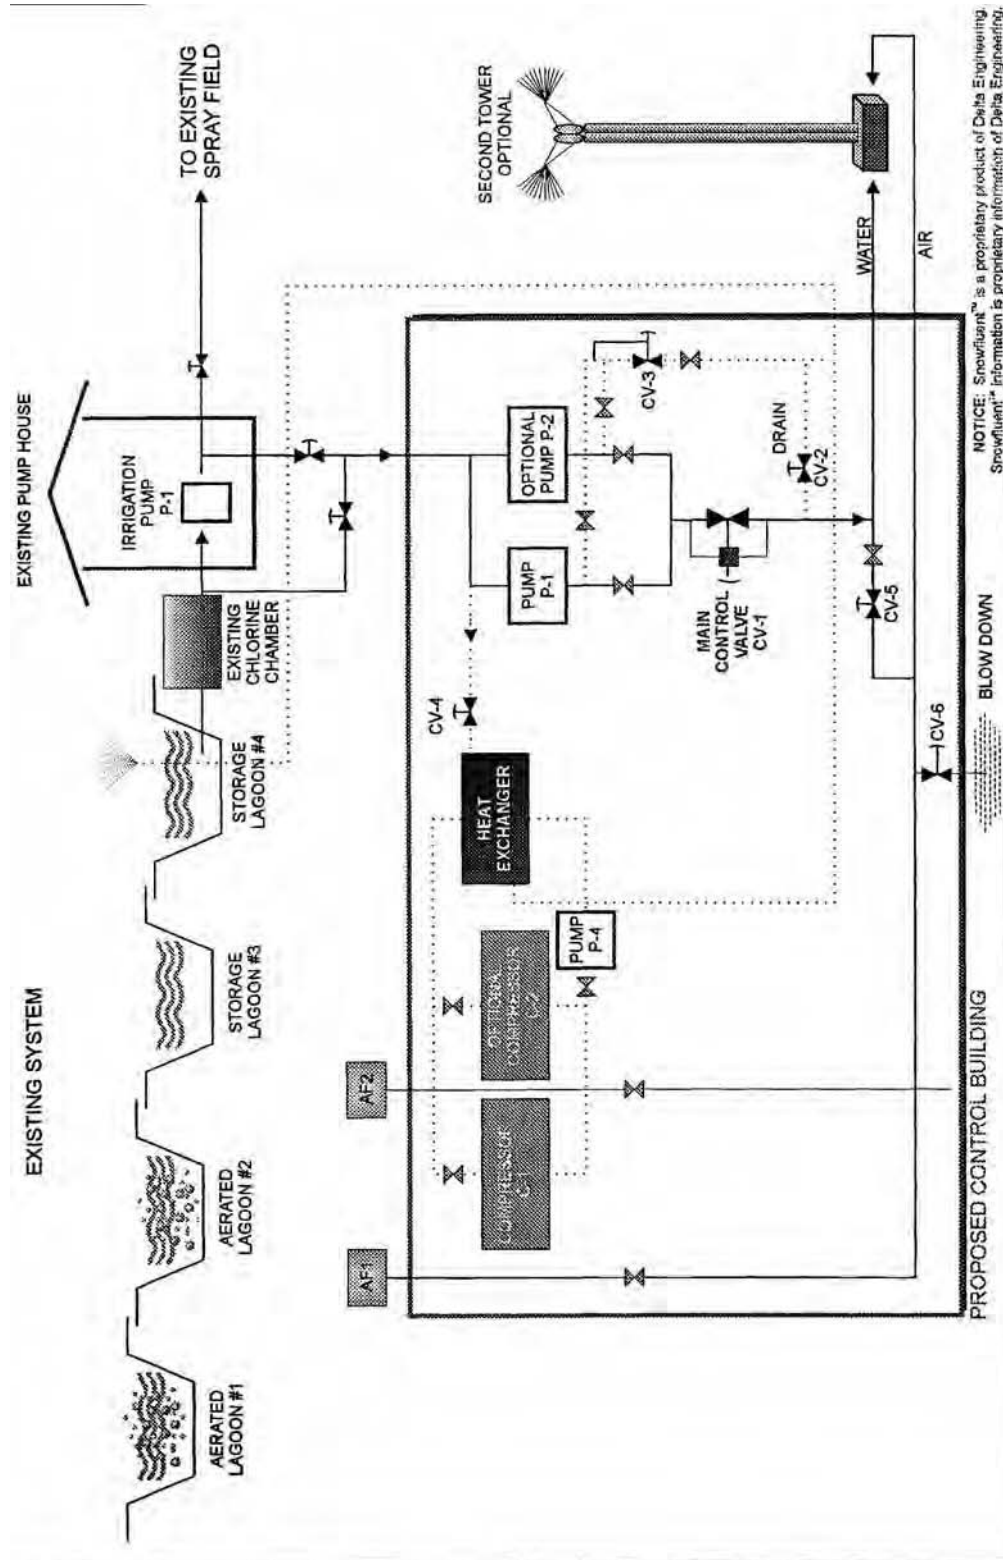 EXISTING SYSTEM
EXISTING PUMP HOUSE
AERATED
LAGOON #1
AERATED
LAGOON #2
STORAGE
LAGOON #3
STORAGE
LAGOON #4
EXISTING
CHLORINE
CHAMBER
IRRIGATION
PUMP
P-1
TO EXISTING
SPRAY FIELD
AF1
AF2
COMPRESSOR
C-1
OPTIONAL
COMPRESSOR
C-2
HEAT
EXCHANGER
CV-4
PUMP
P-4
PUMP
P-1
OPTIONAL
PUMP P-2
CV-3
MAIN
CONTROL
VALVE
CV-1
DRAIN
CV-2
CV-5
CV-6
BLOW DOWN
SECOND TOWER
OPTIONAL
WATER
AIR
PROPOSED CONTROL BUILDING
NOTICE: Snowfluent™ is a proprietary product of Delta Engineering.
Snowfluent™ Information is proprietary information of Delta Engineering.